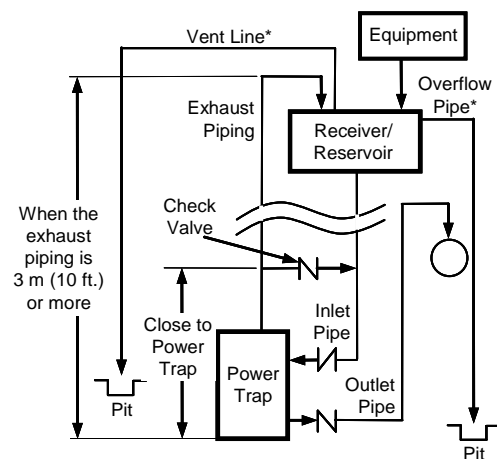 Vent Line*
Equipment
Exhaust
Piping
Overflow
Pipe*
Receiver/
Reservoir
When the
exhaust
piping is
3 m (10 ft.)
or more
Check
Valve
Close to
Power
Trap
Inlet
Pipe
Power
Trap
Outlet
Pipe
Pit
Pit